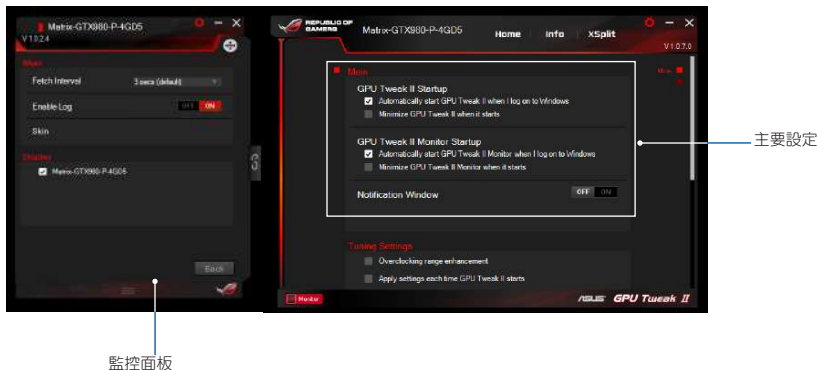 Matrix-GTX980-P-4GD5
V 1.0.2.4
Main
Fetch Interval
3 secs (default)
Enable Log
OFF ON
Skin
Display
Matrix-GTX980-P-4GD5
Back
監控面板
REPUBLIC OF
GAMERS
Matrix-GTX980-P-4GD5
Home Info XSplit
V 1.0.7.0
Main
GPU Tweak II Startup
Automatically start GPU Tweak II when I log on to Windows
Minimize GPU Tweak II when it starts
GPU Tweak II Monitor Startup
Automatically start GPU Tweak II Monitor when I log on to Windows
Minimize GPU Tweak II Monitor when it starts
Notification Window
OFF ON
Main
Tuning Settings
Overclocking range enhancement
Apply settings each time GPU Tweak II starts
Monitor
ASUS GPU Tweak II
主要設定